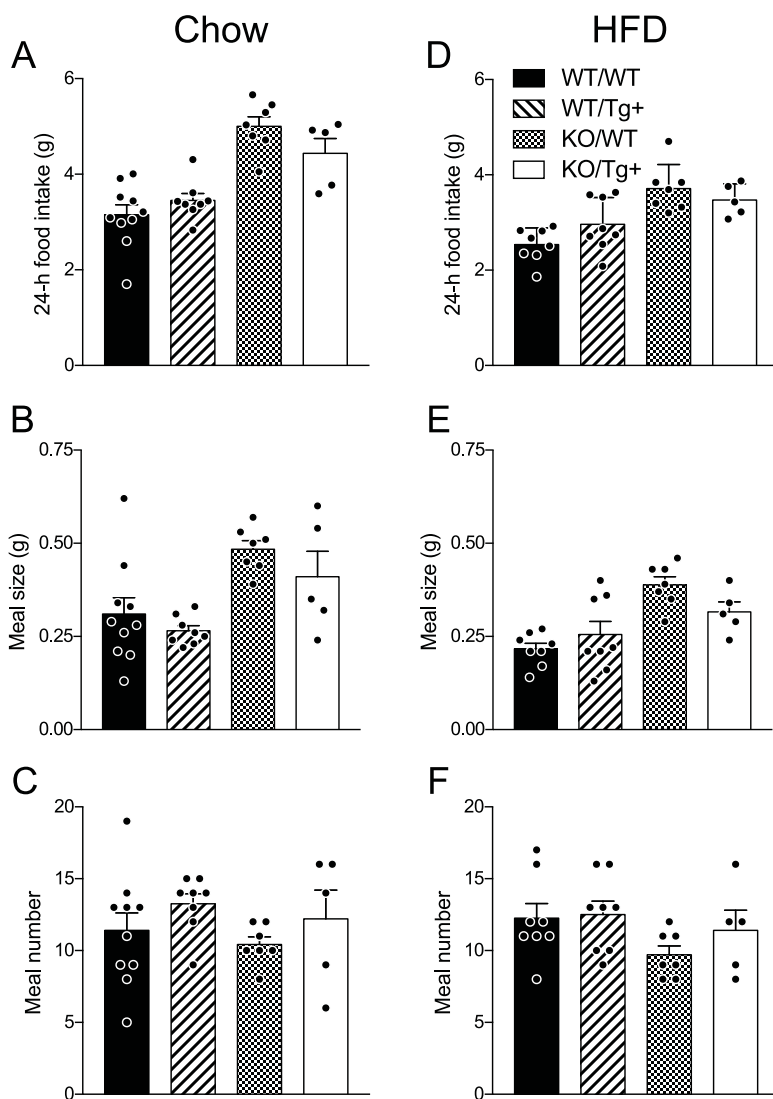 Chow
HFD
A
24-h food intake (g)
6
4
2
0
D
24-h food intake (g)
6
4
2
0
WT/WT
WT/Tg+
KO/WT
KO/Tg+
B
Meal size (g)
0.75
0.50
0.25
0.00
E
Meal size (g)
0.75
0.50
0.25
0.00
C
Meal number
20
15
10
5
0
F
Meal number
20
15
10
5
0